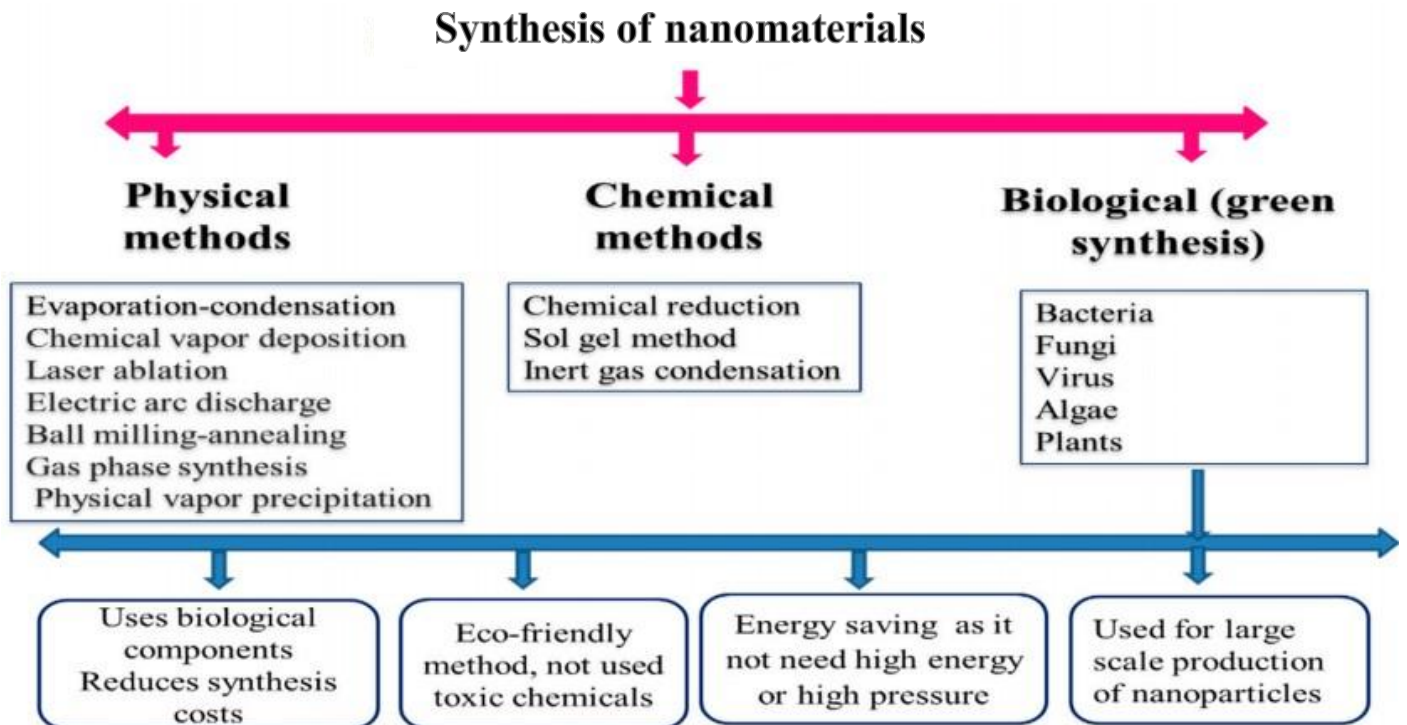 Synthesis of nanomaterials
Physical
methods
Chemical
methods
Biological (green
synthesis)
Evaporation-condensation
Chemical vapor deposition
Laser ablation
Electric arc discharge
Ball milling-annealing
Gas phase synthesis
Physical vapor precipitation
Chemical reduction
Sol gel method
Inert gas condensation
Bacteria
Fungi
Virus
Algae
Plants
Uses biological
components
Reduces synthesis
costs
Eco-friendly
method, not used
toxic chemicals
Energy saving as it
not need high energy
or high pressure
Used for large
scale production
of nanoparticles